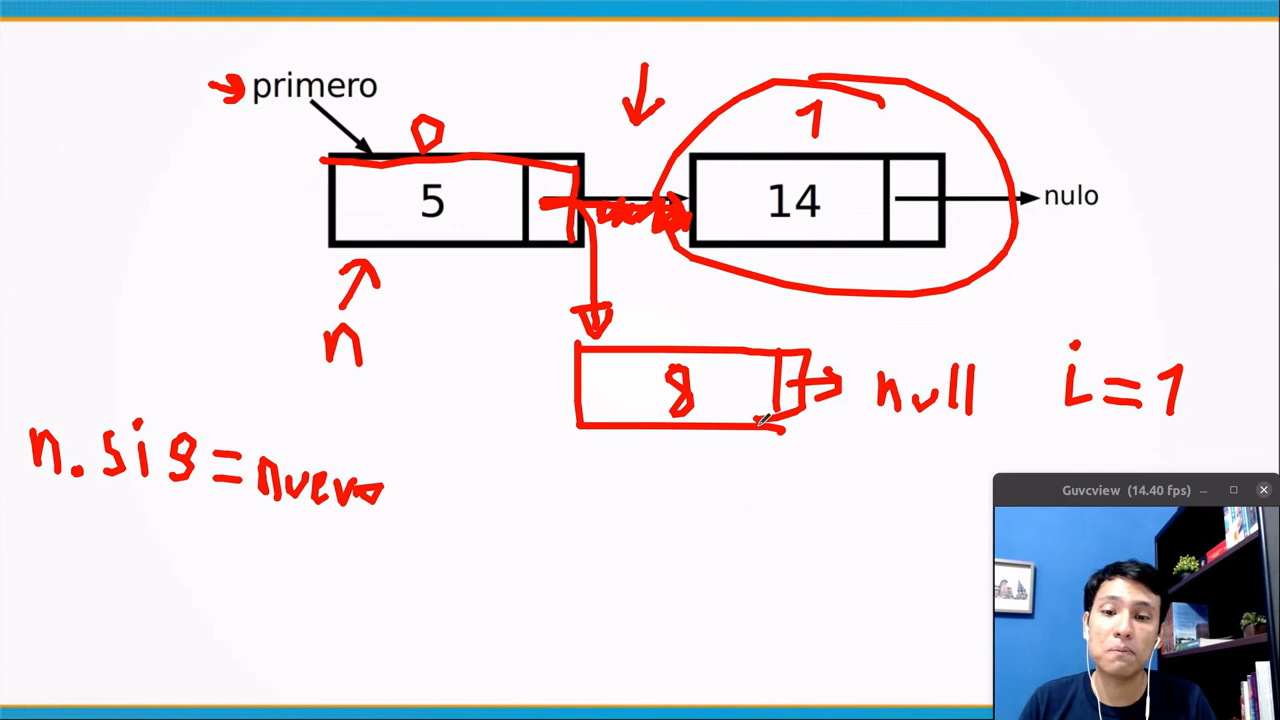 primero
0
1
5
14
nulo
n
8
null
i=1
n.sig=nuevo
Guvcview (14.40 fps)